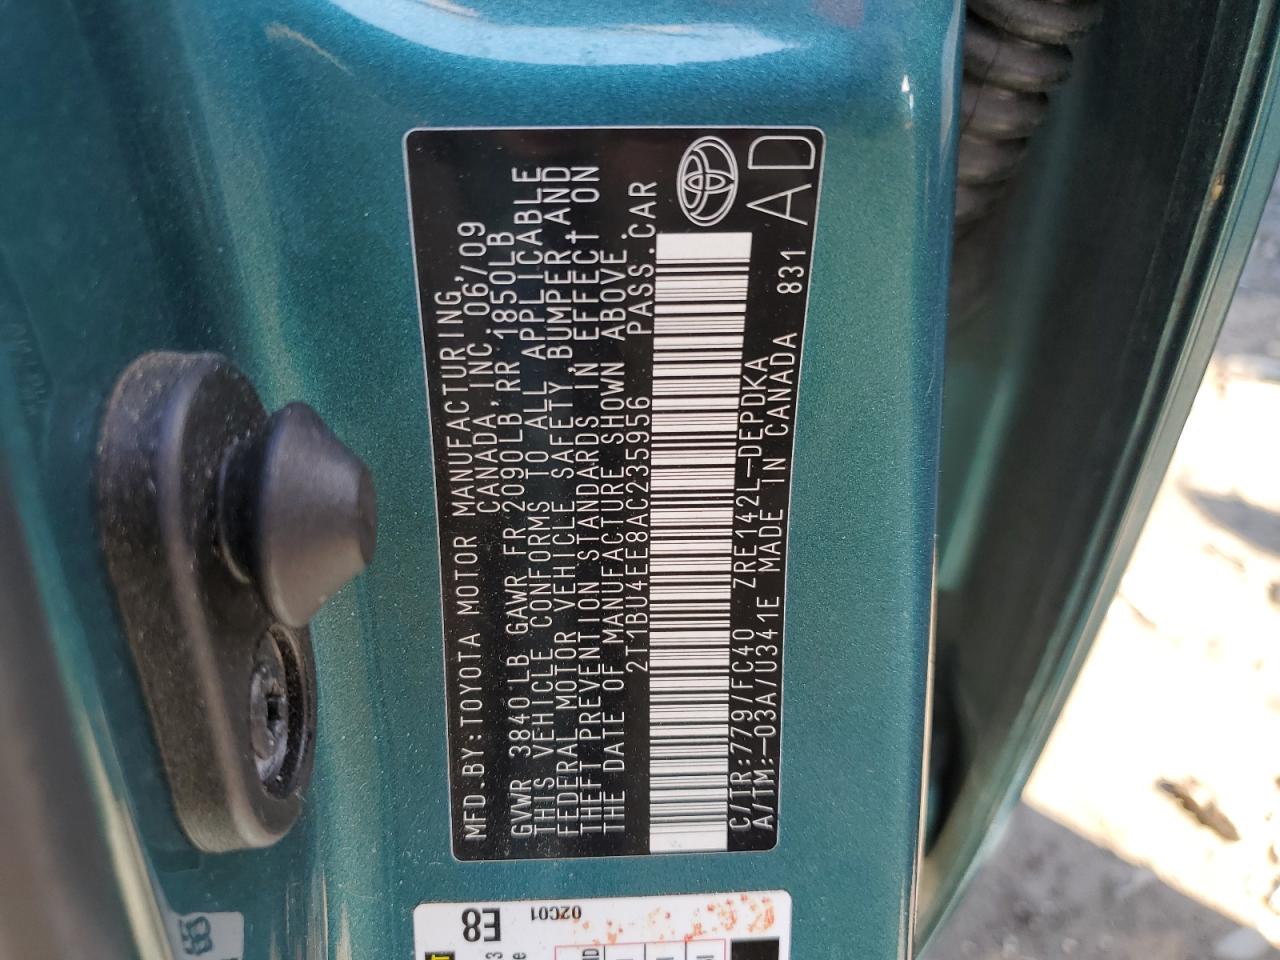 MFD.BY:TOYOTA MOTOR MANUFACTURING,
CANADA,INC. 06/09
GVWR 3840LB GAWR FR 2090LB,RR 1850LB
THIS VEHICLE CONFORMS TO ALL APPLICABLE
FEDERAL MOTOR VEHICLE SAFETY,BUMPER,AND
THEFT PREVENTION STANDARDS IN EFFECT ON
THE DATE OF MANUFACTURE SHOWN ABOVE.
2T1BU4EE8AC235956 PASS.CAR
C/TR:779/FC40 ZRE142L-DEPDKA
A/TM:-03A/U341E MADE IN CANADA 831
AD
E8
02C01